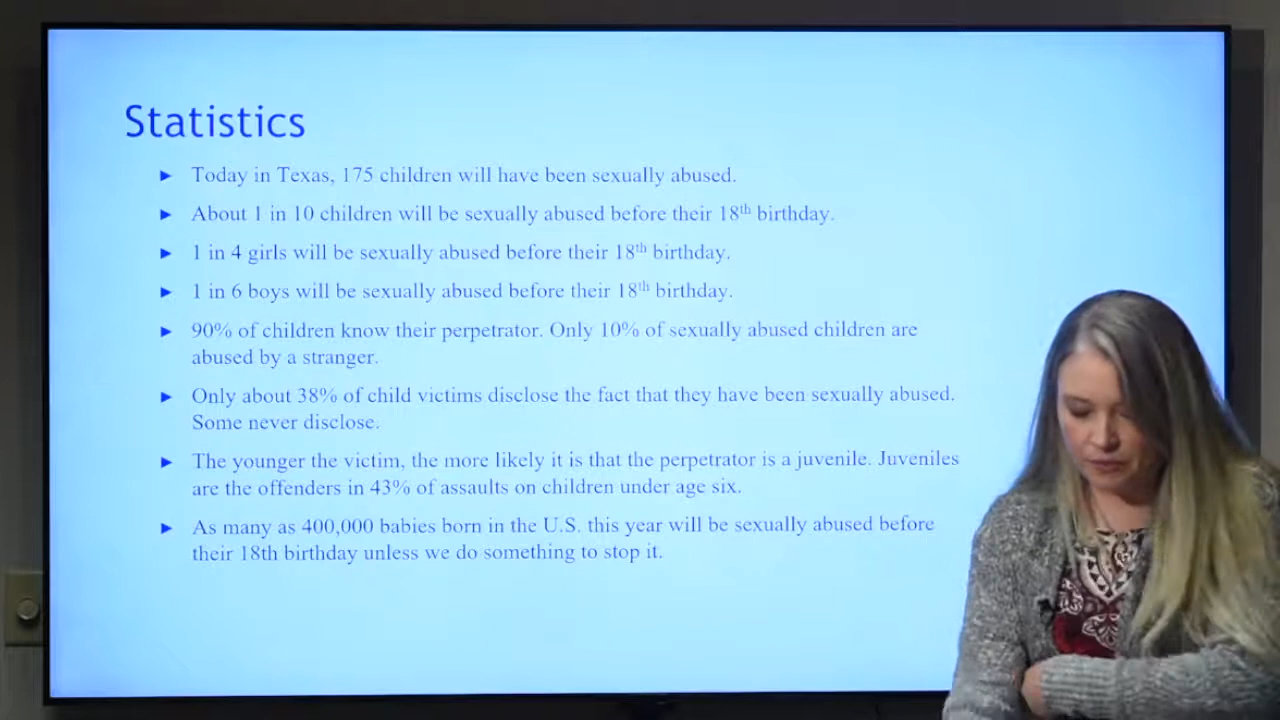 Statistics
► Today in Texas, 175 children will have been sexually abused.
► About 1 in 10 children will be sexually abused before their 18th birthday.
► 1 in 4 girls will be sexually abused before their 18th birthday.
► 1 in 6 boys will be sexually abused before their 18th birthday.
► 90% of children know their perpetrator. Only 10% of sexually abused children are
abused by a stranger.
► Only about 38% of child victims disclose the fact that they have been sexually abused.
Some never disclose.
► The younger the victim, the more likely it is that the perpetrator is a juvenile. Juveniles
are the offenders in 43% of assaults on children under age six.
► As many as 400,000 babies born in the U.S. this year will be sexually abused before
their 18th birthday unless we do something to stop it.